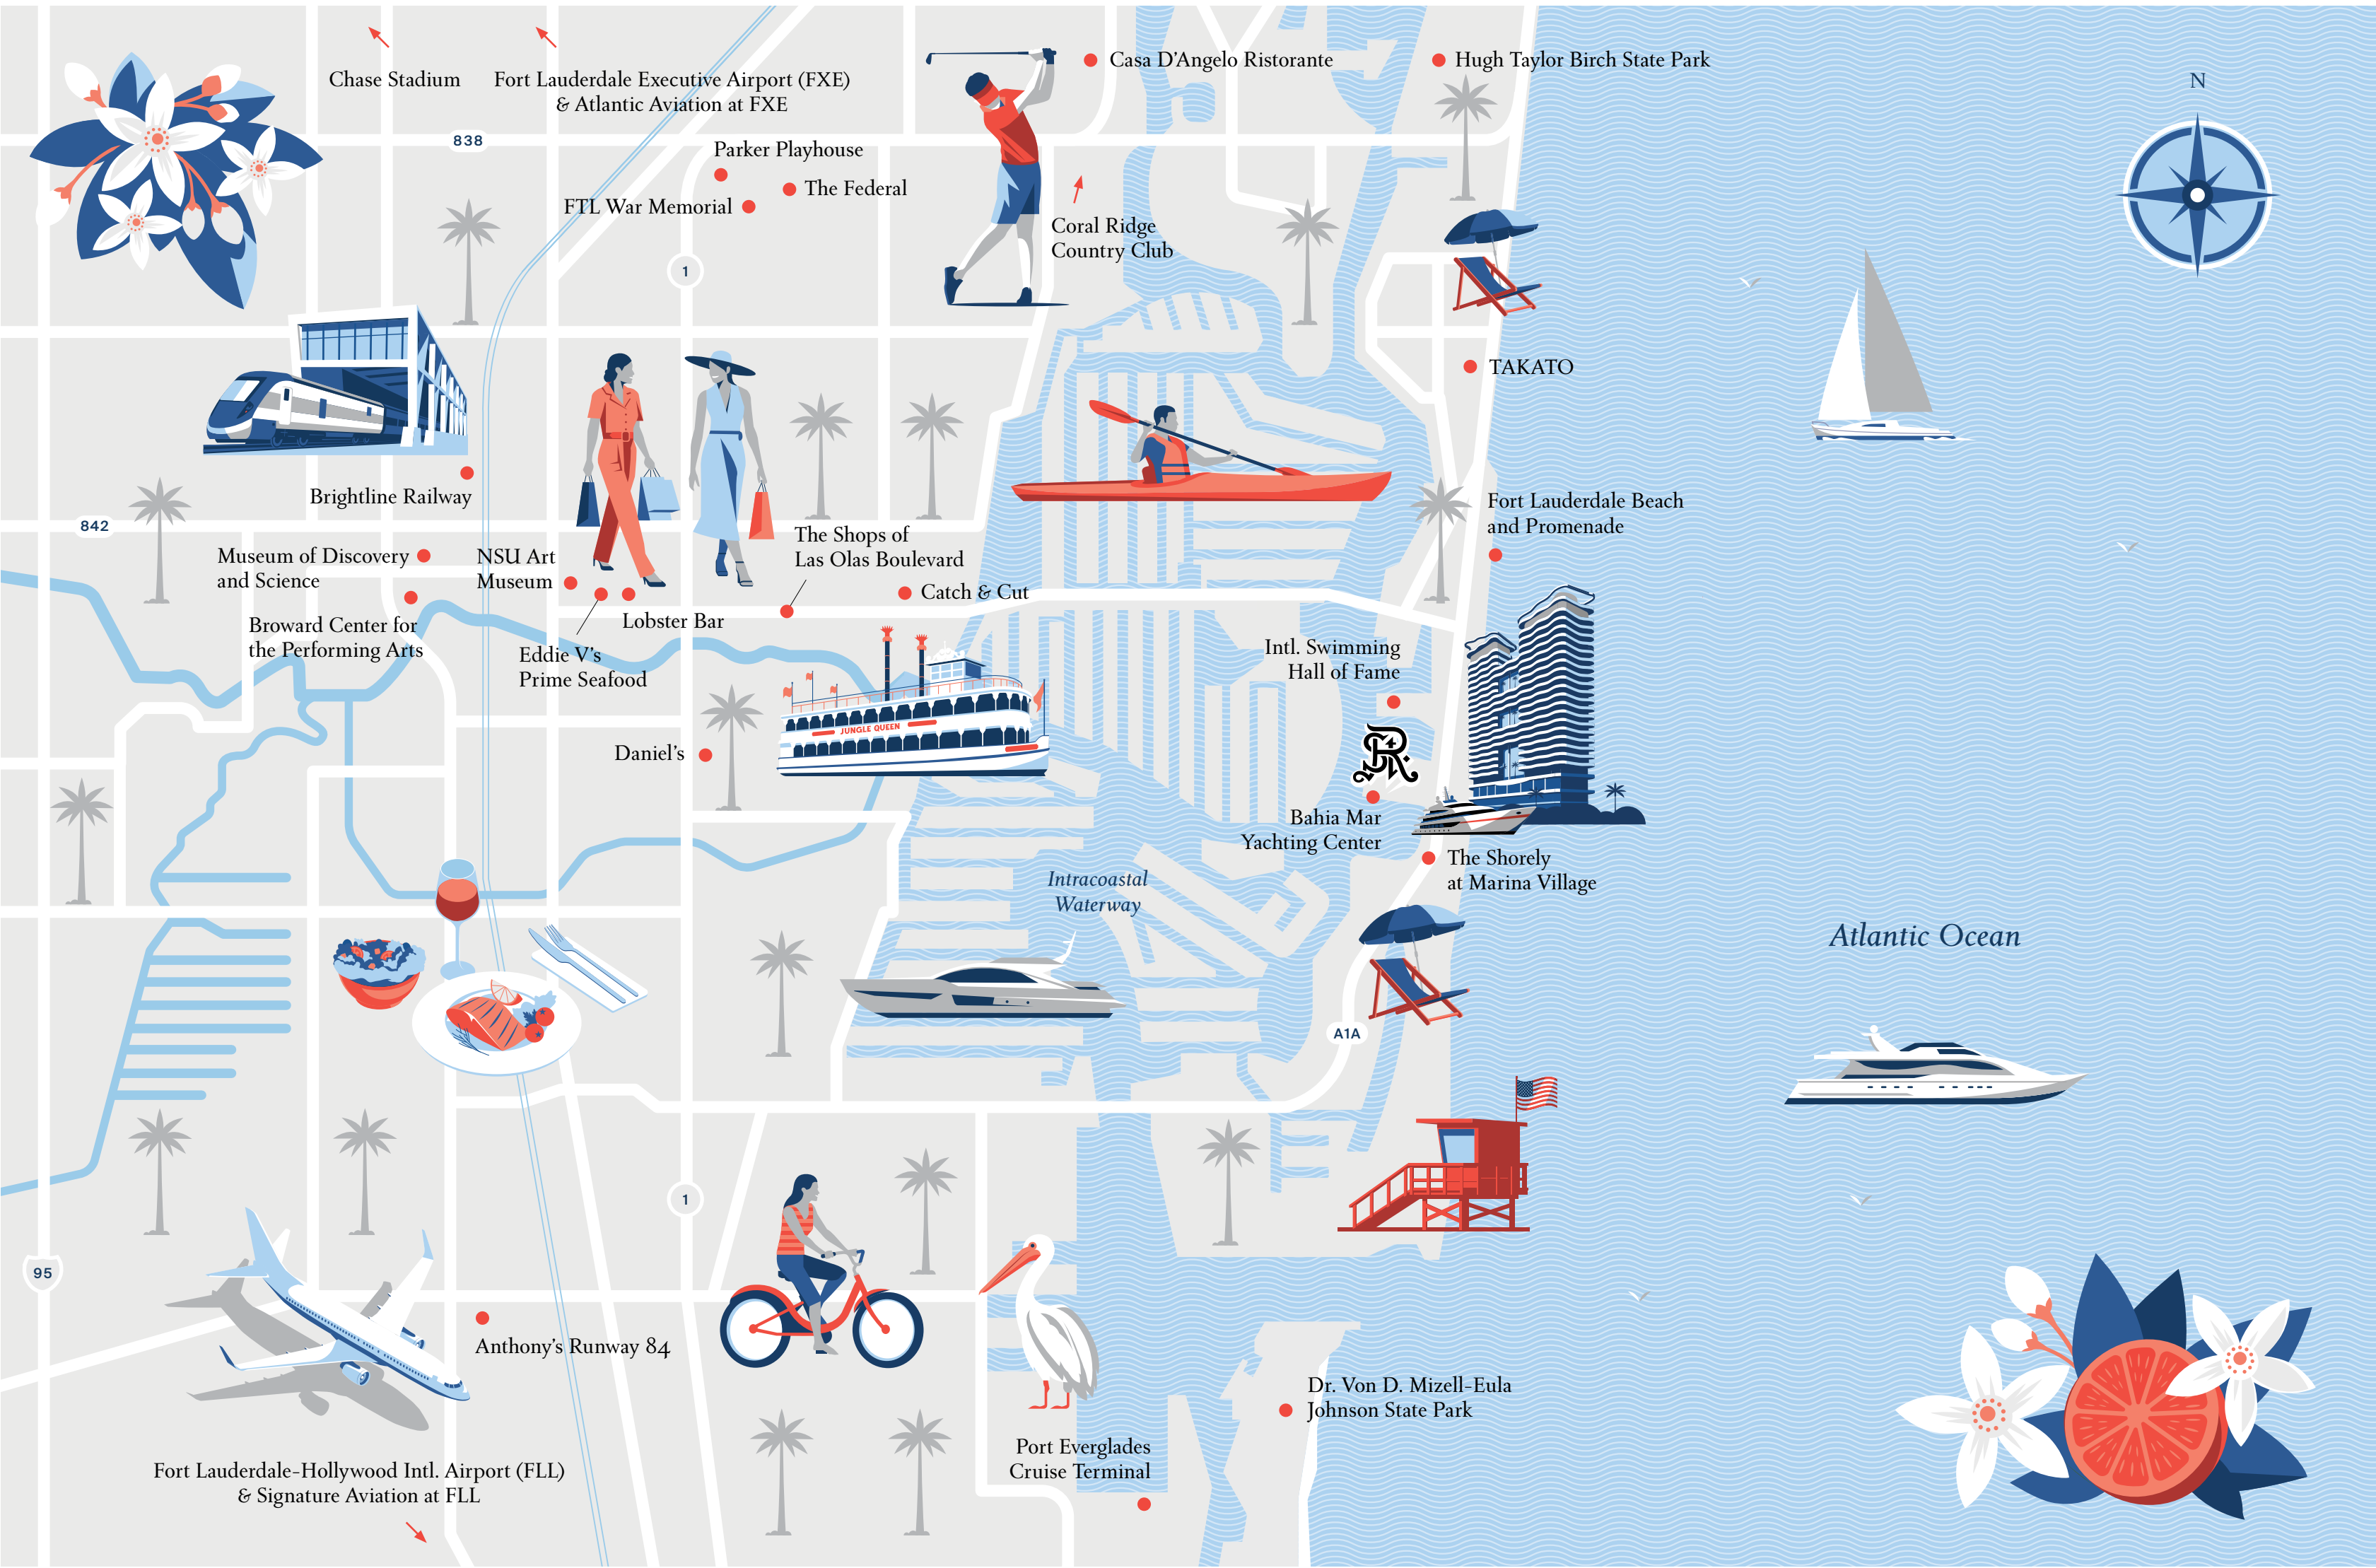 Chase Stadium
Fort Lauderdale Executive Airport (FXE)
& Atlantic Aviation at FXE
Casa D'Angelo Ristorante
Hugh Taylor Birch State Park
N
838
Parker Playhouse
The Federal
FTL War Memorial
Coral Ridge
Country Club
1
TAKATO
Brightline Railway
842
Fort Lauderdale Beach
and Promenade
Museum of Discovery
and Science
NSU Art
Museum
The Shops of
Las Olas Boulevard
Catch & Cut
Broward Center for
the Performing Arts
Lobster Bar
Eddie V's
Prime Seafood
Intl. Swimming
Hall of Fame
JUNGLE QUEEN
Daniel's
Bahia Mar
Yachting Center
The Shorely
at Marina Village
Intracoastal
Waterway
Atlantic Ocean
A1A
1
95
Anthony's Runway 84
Dr. Von D. Mizell-Eula
Johnson State Park
Port Everglades
Cruise Terminal
Fort Lauderdale-Hollywood Intl. Airport (FLL)
& Signature Aviation at FLL